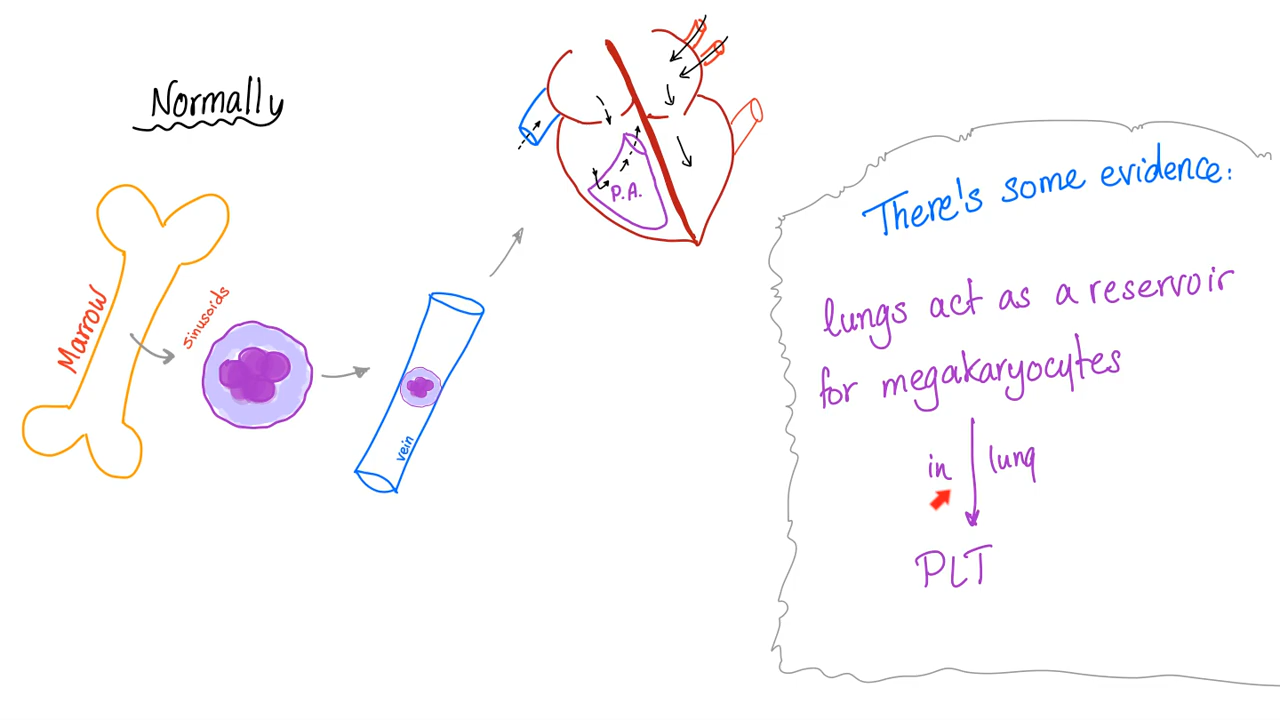 Normally
Marrow
sinusoids
vein
P.A.
There's some evidence:
lungs act as a reservoir
for megakaryocytes
in lung
PLT